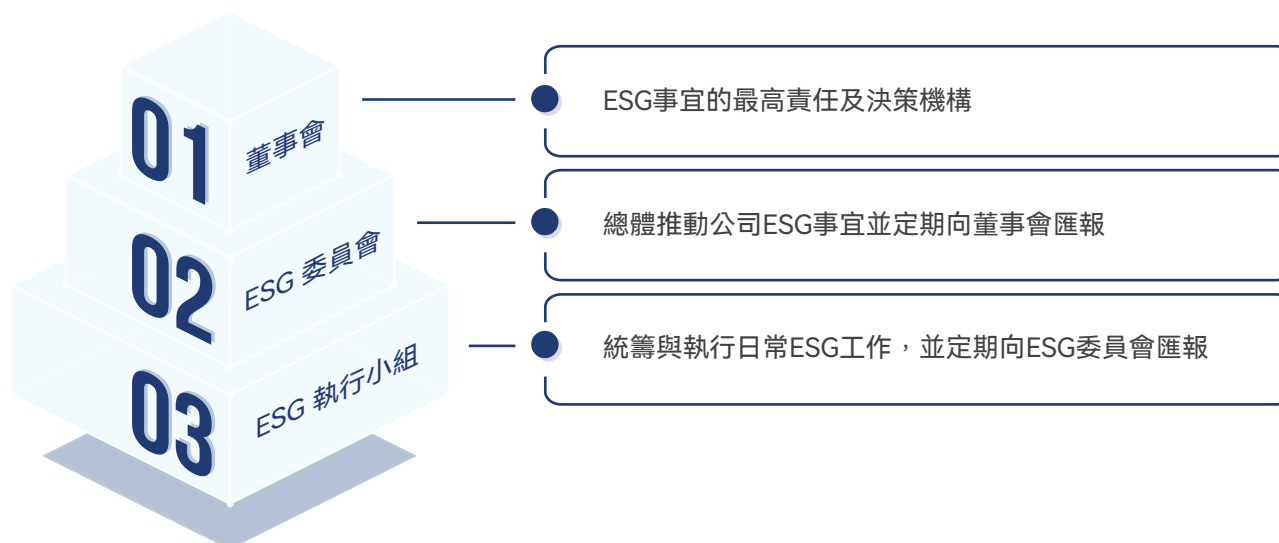 01
董事會
ESG事宜的最高責任及決策機構
02
ESG 委員會
總體推動公司ESG事宜並定期向董事會匯報
03
ESG 執行小組
統籌與執行日常ESG工作，並定期向ESG委員會匯報